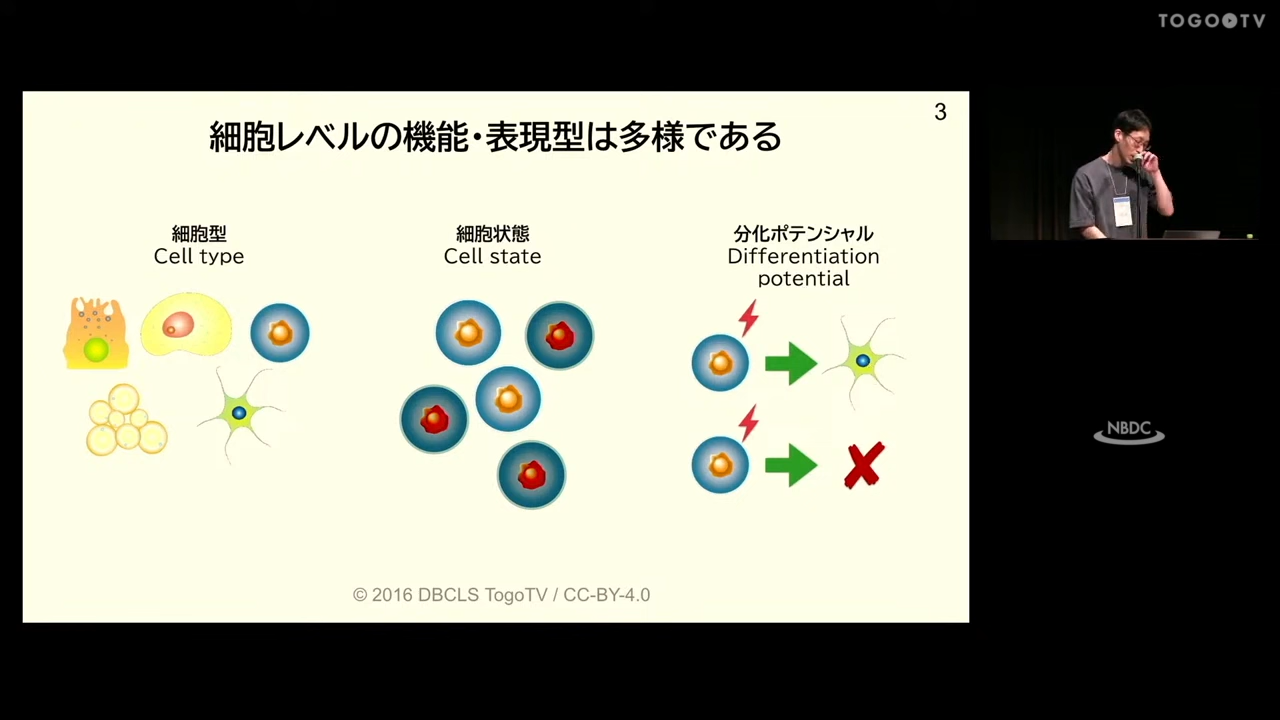 TOGOTV
3
細胞レベルの機能・表現型は多様である
細胞型
Cell type
細胞状態
Cell state
分化ポテンシャル
Differentiation
potential
© 2016 DBCLS TogoTV / CC-BY-4.0
NBDC